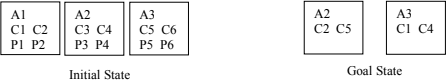 A1
C1 C2
P1 P2
A2
C3 C4
P3 P4
A3
C5 C6
P5 P6
Initial State
A2
C2 C5
A3
C1 C4
Goal State